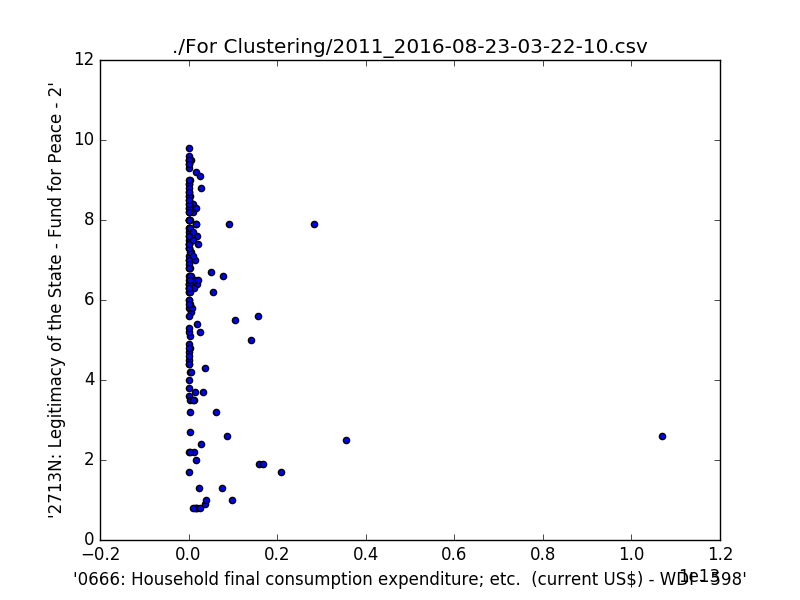 ./For Clustering/2011_2016-08-23-03-22-10.csv
'2713N: Legitimacy of the State - Fund for Peace - 2'
12
10
8
6
4
2
0
−0.2 0.0 0.2 0.4 0.6 0.8 1.0 1.2
1e13
'0666: Household final consumption expenditure; etc. (current US$) - WDI - 598'